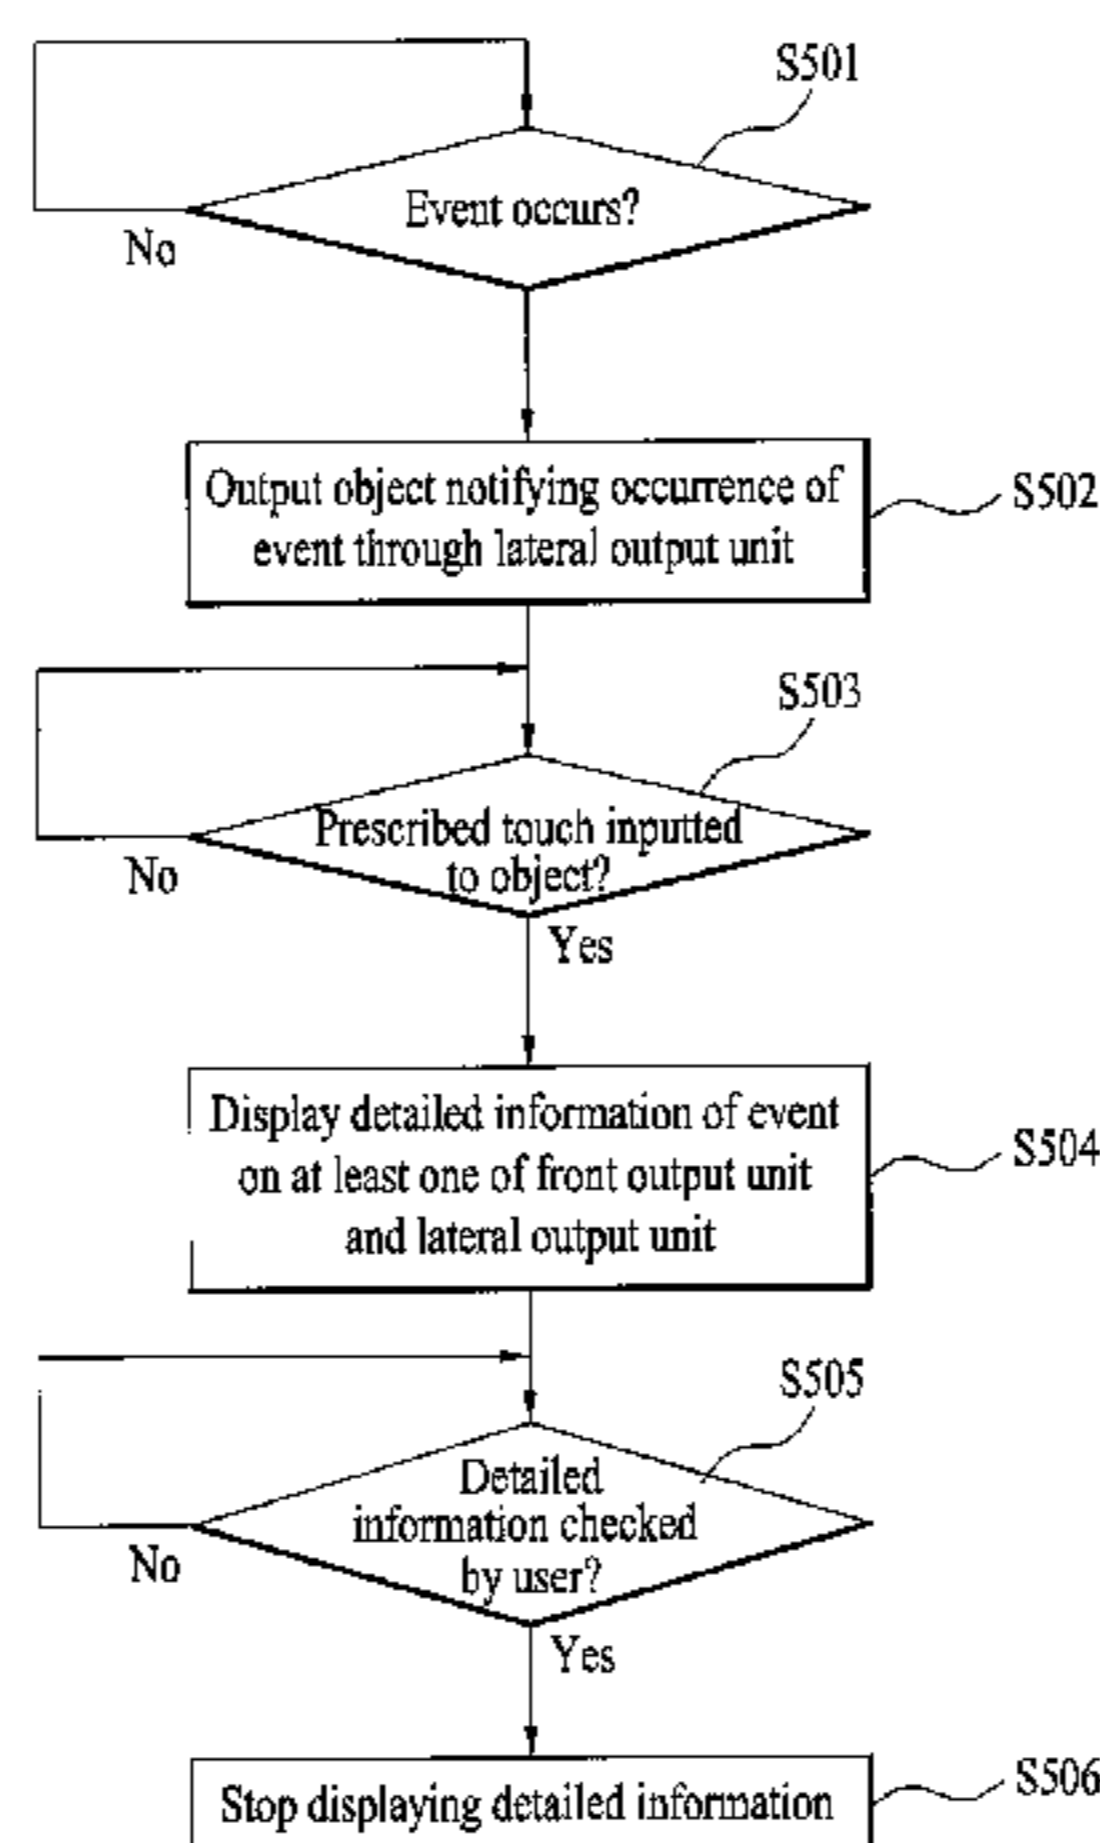 S501
Event occurs?
No
Output object notifying occurrence of
event through lateral output unit
S502
S503
Prescribed touch inputted
to object?
No
Yes
Display detailed information of event
on at least one of front output unit
and lateral output unit
S504
S505
Detailed
information checked
by user?
No
Yes
Stop displaying detailed information
S506